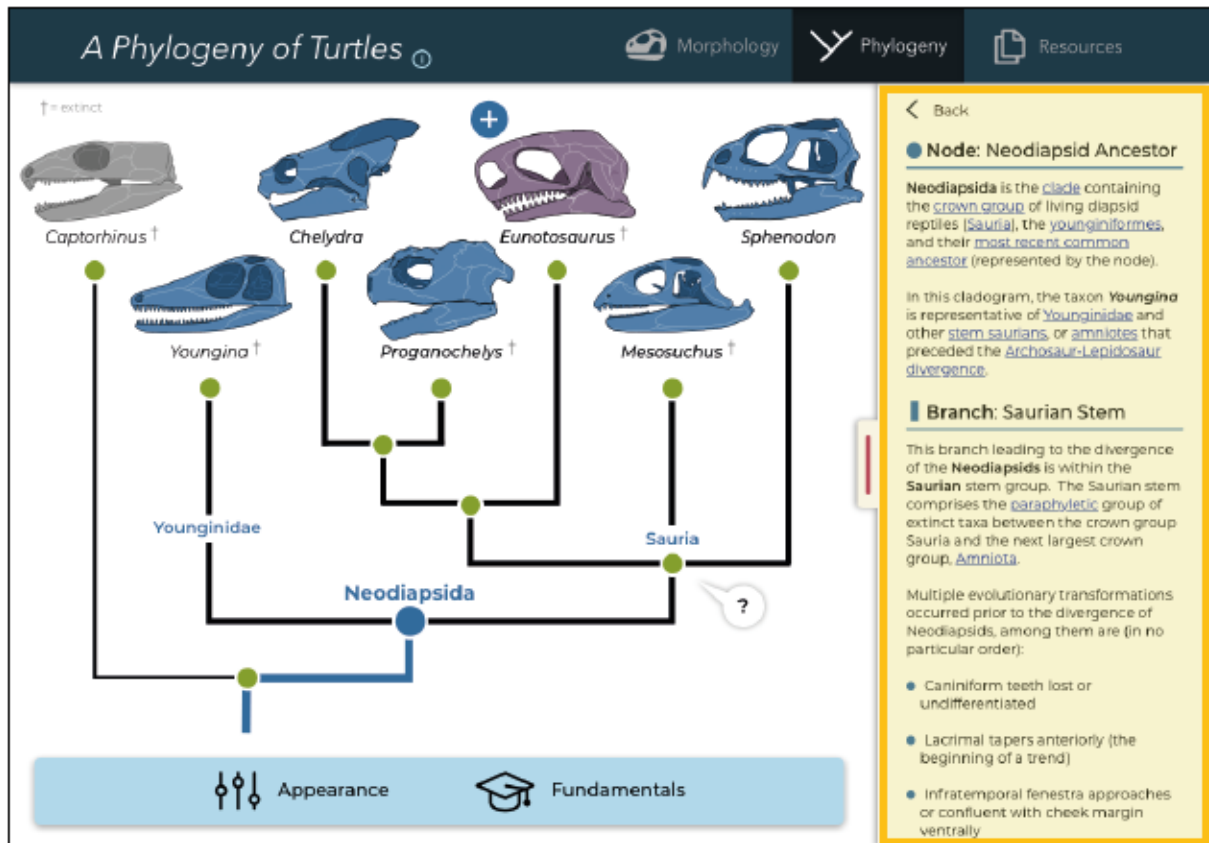 A Phylogeny of Turtles
Morphology
Phylogeny
Resources
† = extinct
Captorhinus †
Chelydra
Eunotosaurus †
Sphenodon
Youngina †
Proganochelys †
Mesosuchus †
Younginidae
Sauria
Neodiapsida
?
Appearance
Fundamentals
Back
Node: Neodiapsid Ancestor
Neodiapsida is the clade containing
the crown group of living diapsid
reptiles (Sauria), the younginiformes,
and their most recent common
ancestor (represented by the node).
In this cladogram, the taxon Youngina
is representative of Younginidae and
other stem saurians, or amniotes that
preceded the Archosaur-Lepidosaur
divergence.
Branch: Saurian Stem
This branch leading to the divergence
of the Neodiapsids is within the
Saurian stem group. The Saurian stem
comprises the paraphyletic group of
extinct taxa between the crown group
Sauria and the next largest crown
group, Amniota.
Multiple evolutionary transformations
occurred prior to the divergence of
Neodiapsids, among them are (in no
particular order):
• Caniniform teeth lost or
undifferentiated
• Lacrimal tapers anteriorly (the
beginning of a trend)
• Infratemporal fenestra approaches
or confluent with cheek margin
ventrally